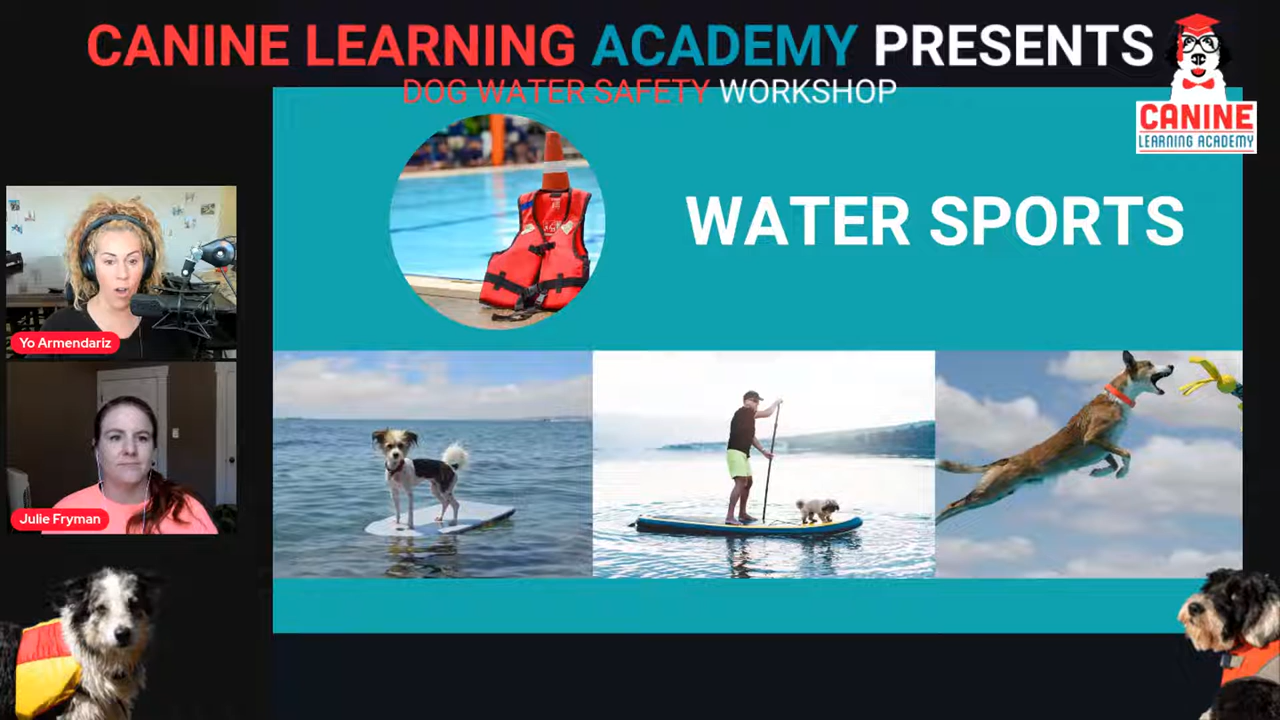 CANINE LEARNING ACADEMY PRESENTS
DOG WATER SAFETY WORKSHOP
CANINE
LEARNING ACADEMY
WATER SPORTS
Yo Armendariz
Julie Fryman